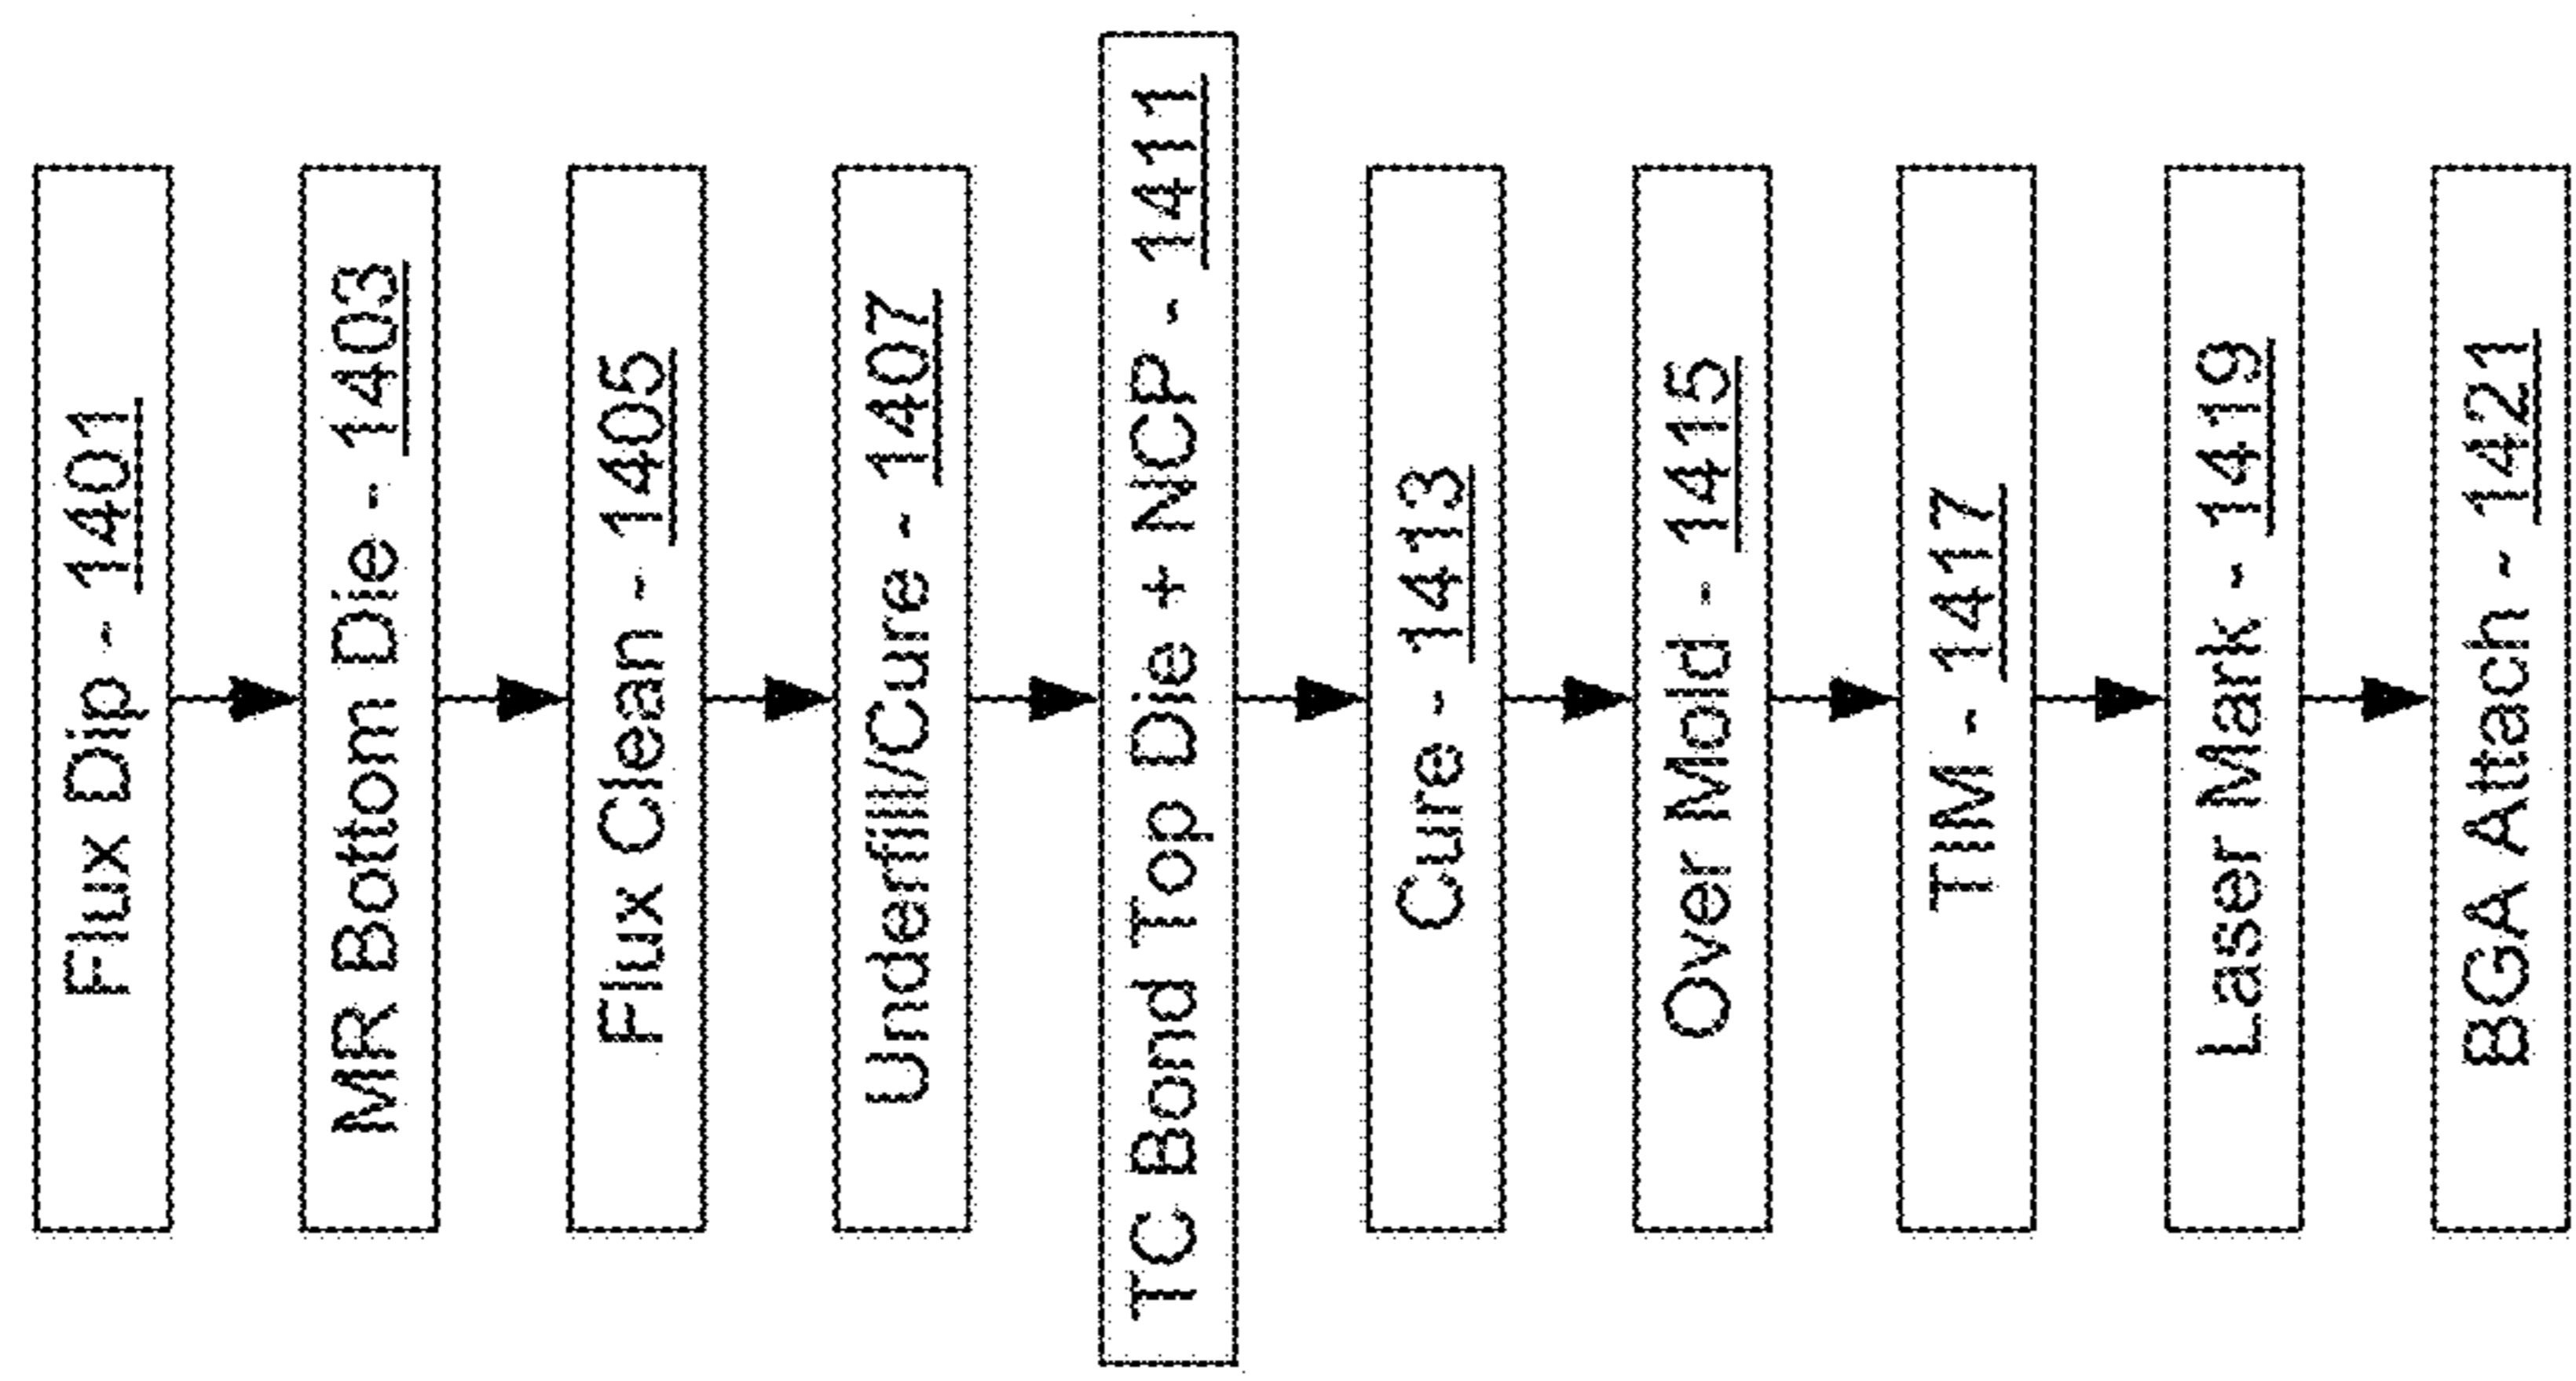 Flux Dip - 1401
MR Bottom Die - 1403
Flux Clean - 1405
Underfill/Cure - 1407
TC Bond Top Die + NCP - 1411
Cure - 1413
Over Mold - 1415
TIM - 1417
Laser Mark - 1419
BGA Attach - 1421